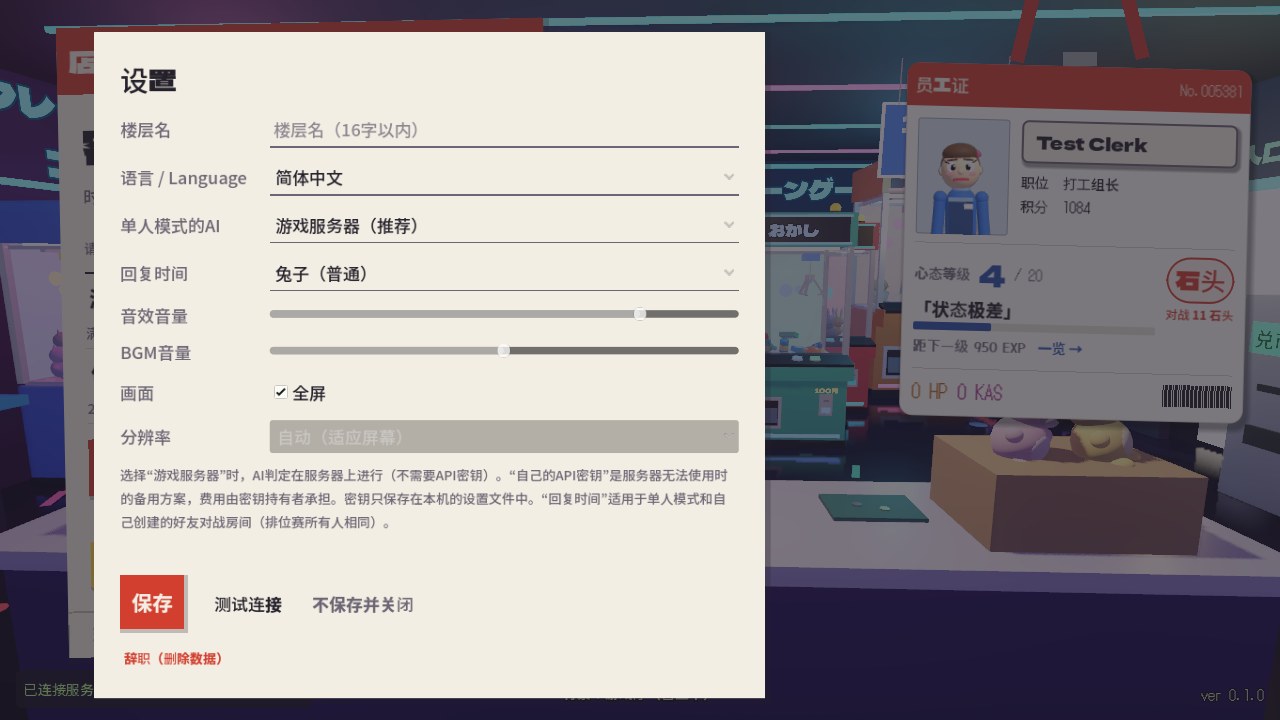 设置
楼层名
楼层名（16字以内）
语言 / Language
简体中文
单人模式的AI
游戏服务器（推荐）
回复时间
兔子（普通）
音效音量
BGM音量
画面
全屏
分辨率
自动（适应屏幕）
选择“游戏服务器”时，AI判定在服务器上进行（不需要API密钥）。“自己的API密钥”是服务器无法使用时
的备用方案，费用由密钥持有者承担。密钥只保存在本机的设置文件中。“回复时间”适用于单人模式和自
己创建的好友对战房间（排位赛所有人相同）。
保存
测试连接
不保存并关闭
辞职（删除数据）
已连接服务
员工证
No. 005381
Test Clerk
职位 打工组长
积分 1084
心态等级 4 / 20
「状态极差」
石头
对战 11 石头
距下一级 950 EXP 一览 →
0 HP 0 KAS
ーング
おかし
100円
ver 0.1.0